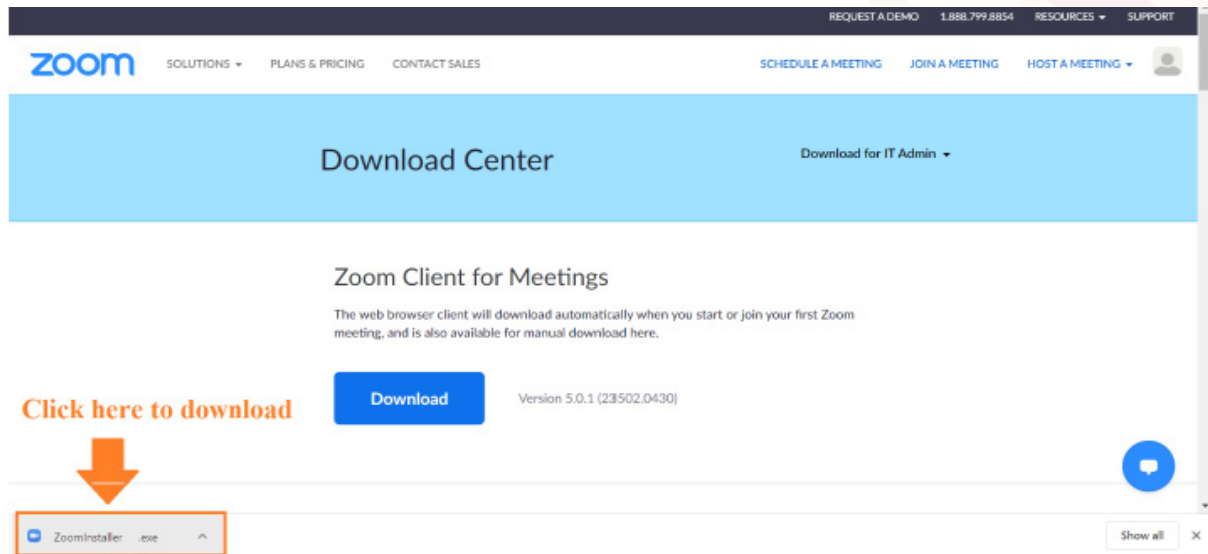 REQUEST A DEMO 1.888.799.8854 RESOURCES SUPPORT
zoom SOLUTIONS PLANS & PRICING CONTACT SALES SCHEDULE A MEETING JOIN A MEETING HOST A MEETING
Download Center Download for IT Admin
Zoom Client for Meetings
The web browser client will download automatically when you start or join your first Zoom
meeting, and is also available for manual download here.
Download Version 5.0.1 (23502.0430)
Click here to download
ZoomInstaller .exe Show all